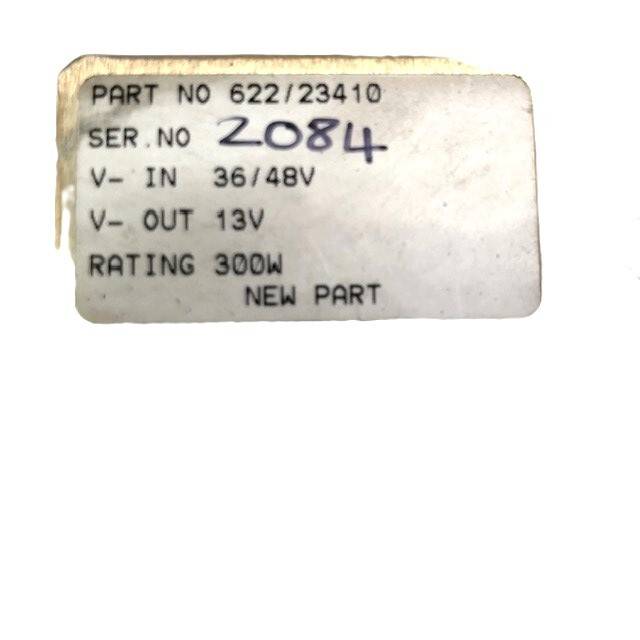 PART NO 622/23410
SER.NO 2084
V- IN 36/48V
V- OUT 13V
RATING 300W
NEW PART